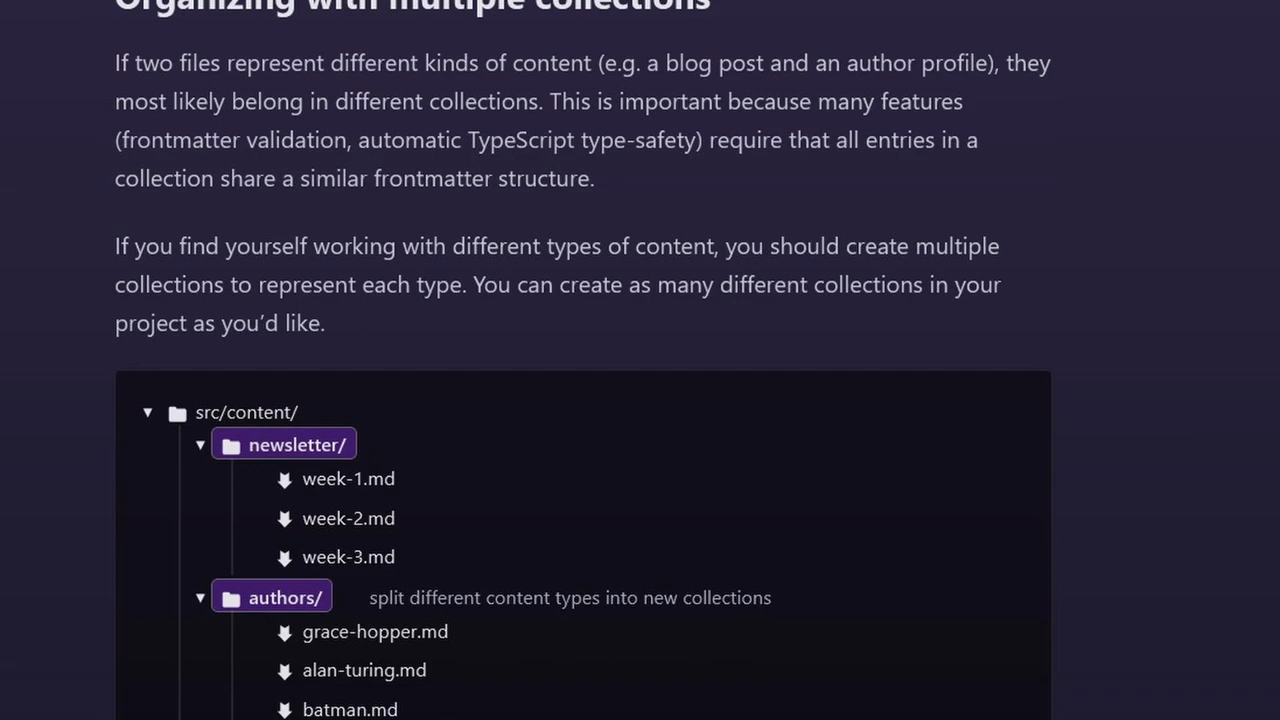 Organizing with multiple collections
If two files represent different kinds of content (e.g. a blog post and an author profile), they
most likely belong in different collections. This is important because many features
(frontmatter validation, automatic TypeScript type-safety) require that all entries in a
collection share a similar frontmatter structure.
If you find yourself working with different types of content, you should create multiple
collections to represent each type. You can create as many different collections in your
project as you’d like.
src/content/
newsletter/
week-1.md
week-2.md
week-3.md
authors/ split different content types into new collections
grace-hopper.md
alan-turing.md
batman.md